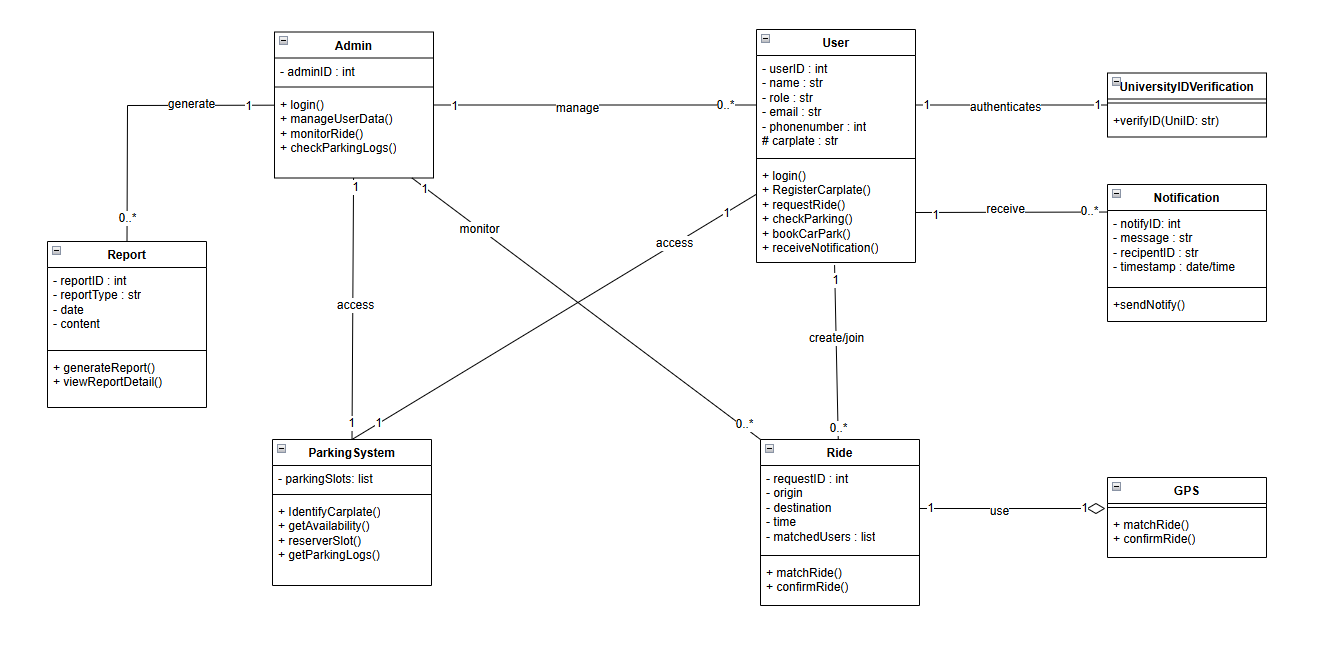 Admin
- adminID : int
+ login()
+ manageUserData()
+ monitorRide()
+ checkParkingLogs()
User
- userID : int
- name : str
- role : str
- email : str
- phonenumber : int
# carplate : str
+ login()
+ RegisterCarplate()
+ requestRide()
+ checkParking()
+ bookCarPark()
+ receiveNotification()
UniversityIDVerification
+verifyID(UniID: str)
generate
1
0..*
1
manage
0..*
1
authenticates
1
1
receive
0..*
Notification
- notifyID: int
- message : str
- recipentID : str
- timestamp : date/time
+sendNotify()
Report
- reportID : int
- reportType : str
- date
- content
+ generateReport()
+ viewReportDetail()
1
access
1
1
monitor
0..*
1
access
1
1
create/join
0..*
ParkingSystem
- parkingSlots: list
+ IdentifyCarplate()
+ getAvailability()
+ reserverSlot()
+ getParkingLogs()
Ride
- requestID : int
- origin
- destination
- time
- matchedUsers : list
+ matchRide()
+ confirmRide()
1
use
1
GPS
+ matchRide()
+ confirmRide()